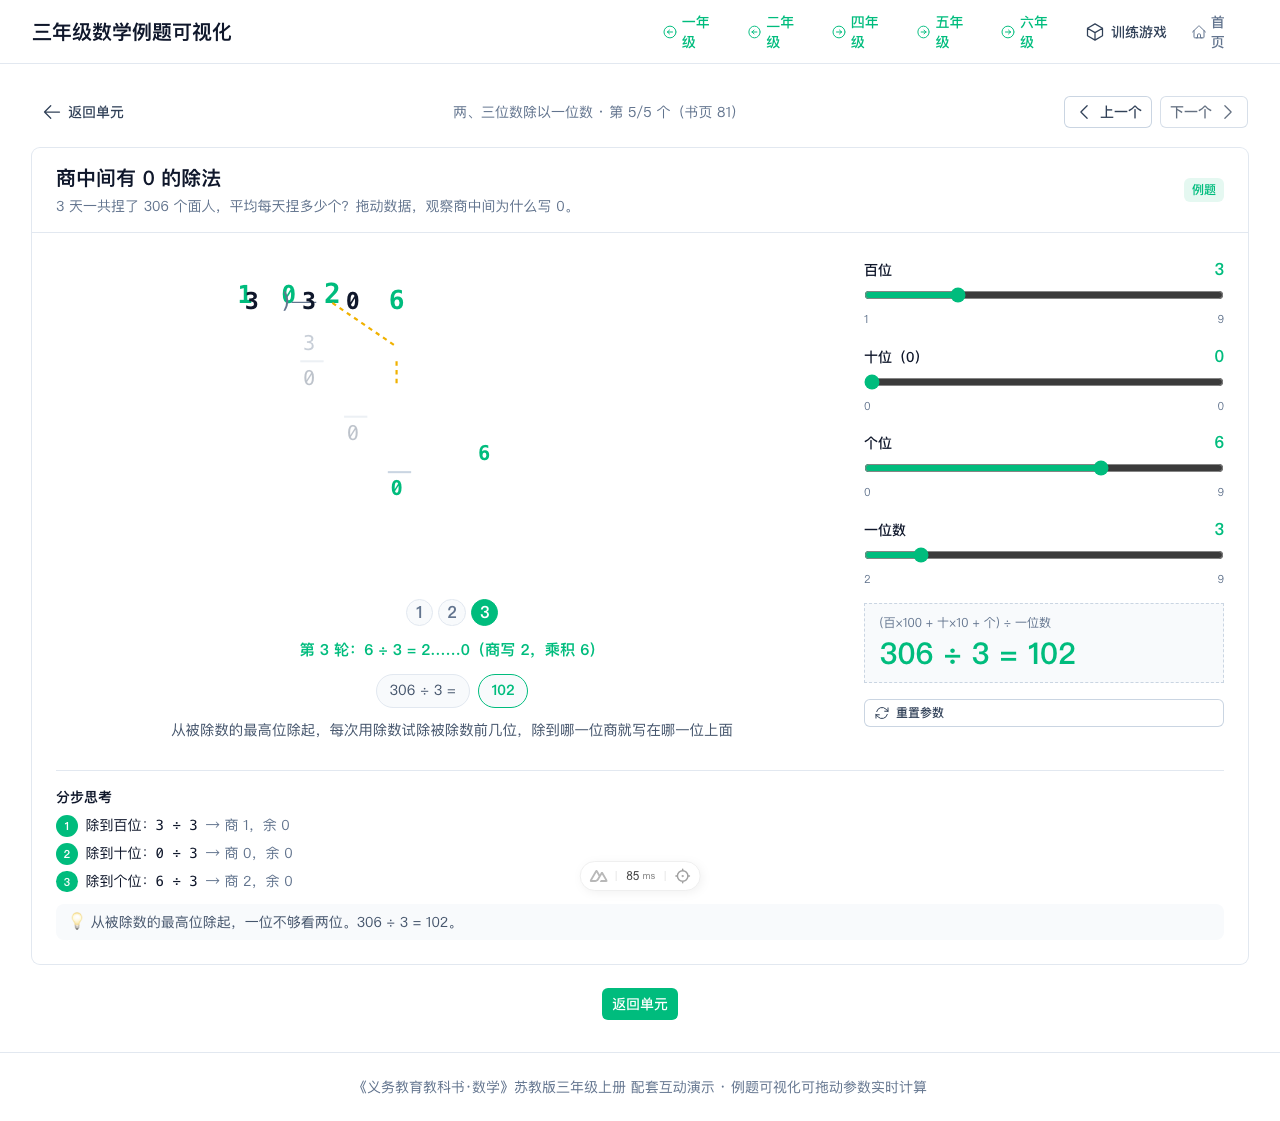 三年级数学例题可视化
一年级
二年级
四年级
五年级
六年级
训练游戏
首页
返回单元
两、三位数除以一位数 · 第 5/5 个（书页 81）
上一个
下一个
商中间有 0 的除法
3 天一共捏了 306 个面人，平均每天捏多少个？拖动数据，观察商中间为什么写 0。
例题
1 0 2
3 ) 3 0 6
3
0
0
6
0
1 2 3
第 3 轮：6 ÷ 3 = 2……0（商写 2，乘积 6）
306 ÷ 3 = 102
从被除数的最高位除起，每次用除数试除被除数前几位，除到哪一位商就写在哪一位上面
百位 3
1 9
十位（0） 0
0 0
个位 6
0 9
一位数 3
2 9
(百×100 + 十×10 + 个) ÷ 一位数
306 ÷ 3 = 102
重置参数
分步思考
1 除到百位：3 ÷ 3 → 商 1，余 0
2 除到十位：0 ÷ 3 → 商 0，余 0
3 除到个位：6 ÷ 3 → 商 2，余 0
85 ms
💡 从被除数的最高位除起，一位不够看两位。306 ÷ 3 = 102。
返回单元
《义务教育教科书·数学》苏教版三年级上册 配套互动演示 · 例题可视化可拖动参数实时计算